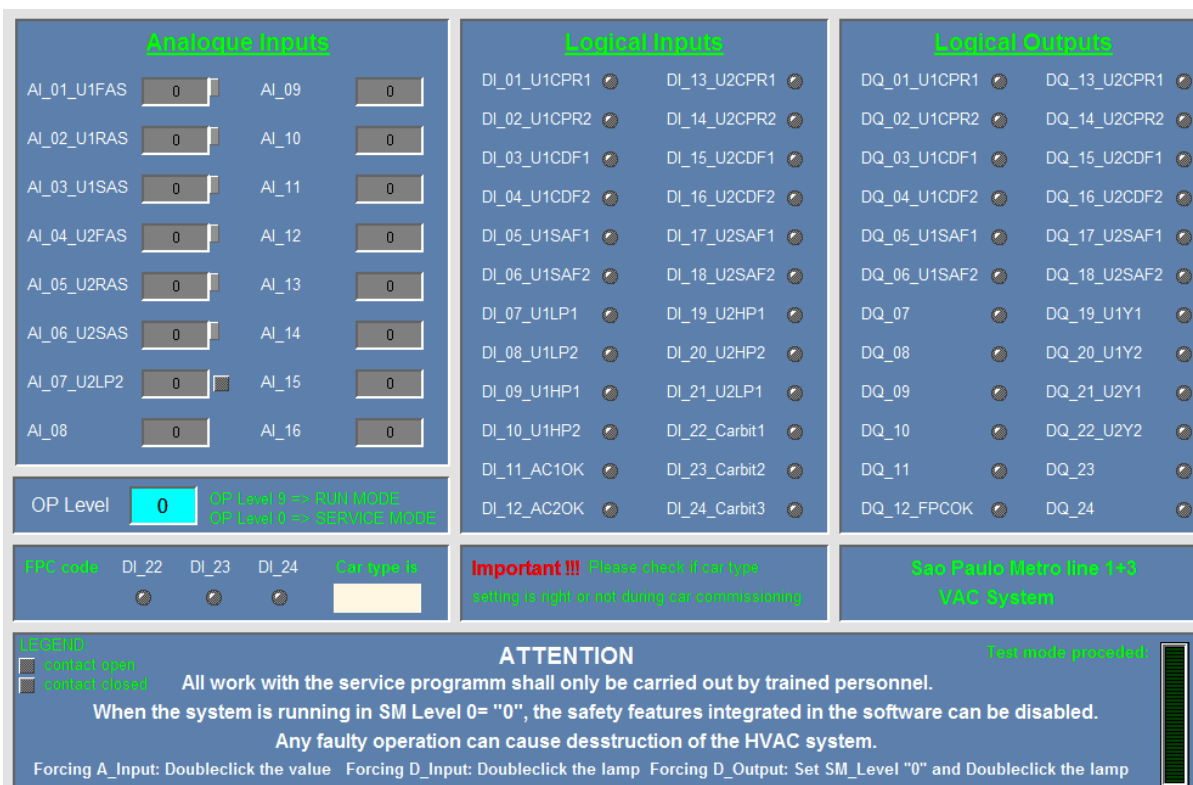 Analogue Inputs
AI_01_U1FAS 0 AI_09 0
AI_02_U1RAS 0 AI_10 0
AI_03_U1SAS 0 AI_11 0
AI_04_U2FAS 0 AI_12 0
AI_05_U2RAS 0 AI_13 0
AI_06_U2SAS 0 AI_14 0
AI_07_U2LP2 0 AI_15 0
AI_08 0 AI_16 0
OP Level 0
OP Level 9 => RUN MODE
OP Level 0 => SERVICE MODE
Logical Inputs
DI_01_U1CPR1 DI_13_U2CPR1
DI_02_U1CPR2 DI_14_U2CPR2
DI_03_U1CDF1 DI_15_U2CDF1
DI_04_U1CDF2 DI_16_U2CDF2
DI_05_U1SAF1 DI_17_U2SAF1
DI_06_U1SAF2 DI_18_U2SAF2
DI_07_U1LP1 DI_19_U2HP1
DI_08_U1LP2 DI_20_U2HP2
DI_09_U1HP1 DI_21_U2LP1
DI_10_U1HP2 DI_22_Carbit1
DI_11_AC1OK DI_23_Carbit2
DI_12_AC2OK DI_24_Carbit3
Logical Outputs
DQ_01_U1CPR1 DQ_13_U2CPR1
DQ_02_U1CPR2 DQ_14_U2CPR2
DQ_03_U1CDF1 DQ_15_U2CDF1
DQ_04_U1CDF2 DQ_16_U2CDF2
DQ_05_U1SAF1 DQ_17_U2SAF1
DQ_06_U1SAF2 DQ_18_U2SAF2
DQ_07 DQ_19_U1Y1
DQ_08 DQ_20_U1Y2
DQ_09 DQ_21_U2Y1
DQ_10 DQ_22_U2Y2
DQ_11 DQ_23
DQ_12_FPCOK DQ_24
FPC code DI_22 DI_23 DI_24 Car type is
Important !!! Please check if car type
setting is right or not during car commissioning
Sao Paulo Metro line 1+3
VAC System
LEGEND:
contact open
contact closed
ATTENTION
Test mode proceded:
All work with the service programm shall only be carried out by trained personnel.
When the system is running in SM Level 0= "0", the safety features integrated in the software can be disabled.
Any faulty operation can cause desstruction of the HVAC system.
Forcing A_Input: Doubleclick the value Forcing D_Input: Doubleclick the lamp Forcing D_Output: Set SM_Level "0" and Doubleclick the lamp